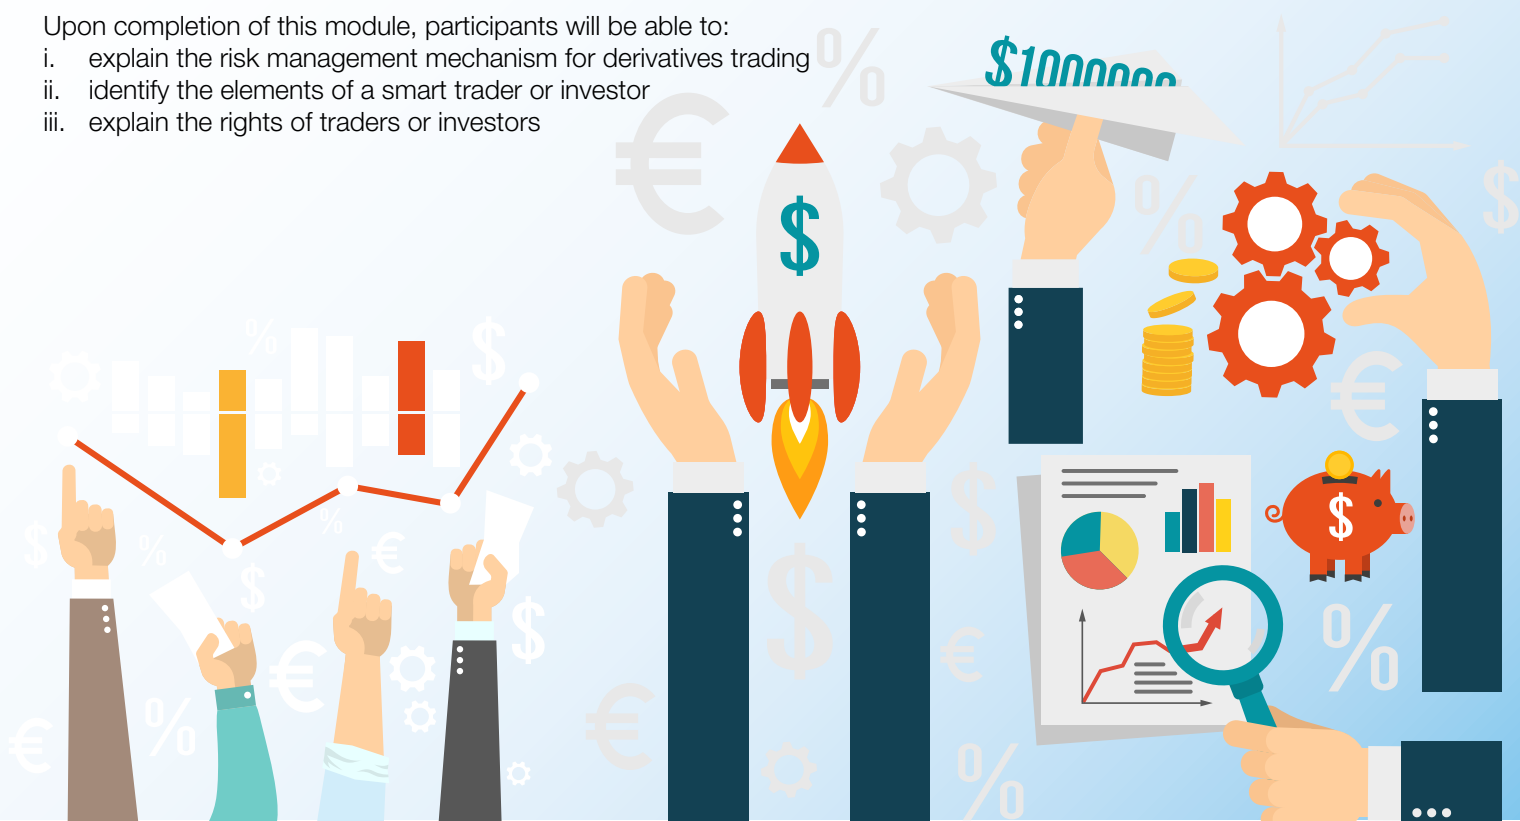 Upon completion of this module, participants will be able to:
i. explain the risk management mechanism for derivatives trading
ii. identify the elements of a smart trader or investor
iii. explain the rights of traders or investors
$1000000